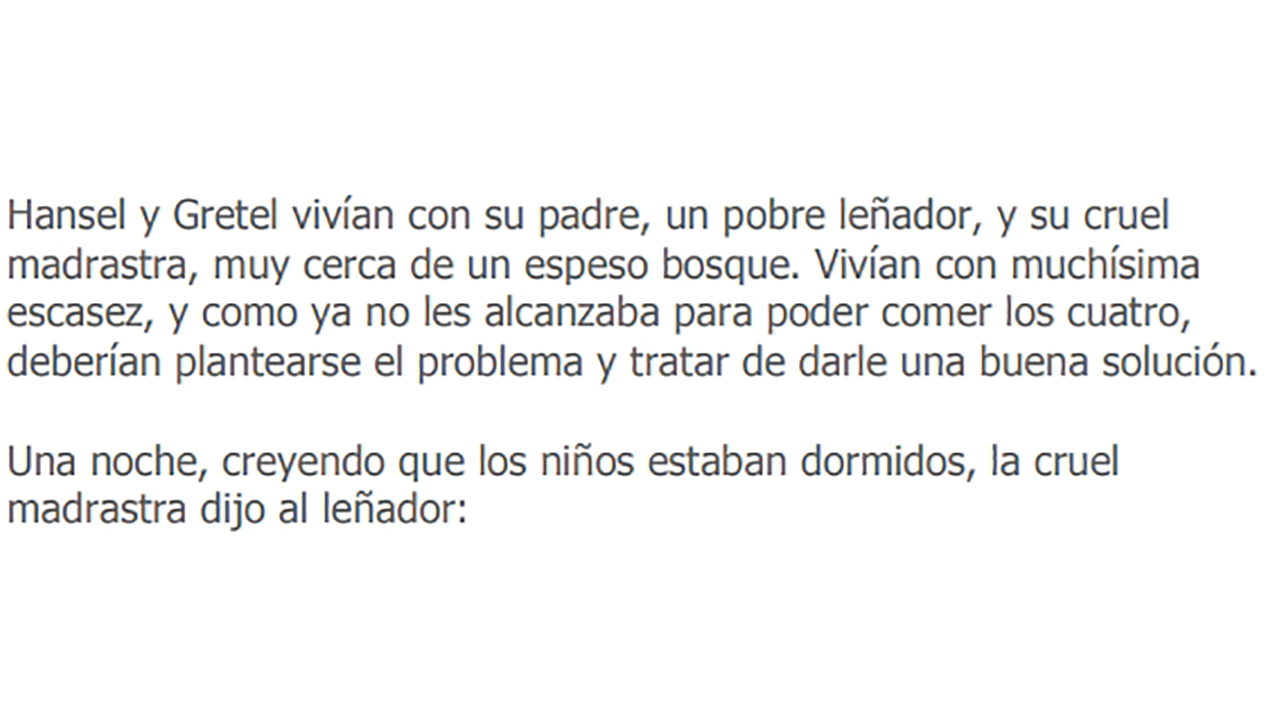 Hansel y Gretel vivían con su padre, un pobre leñador, y su cruel
madrastra, muy cerca de un espeso bosque. Vivían con muchísima
escasez, y como ya no les alcanzaba para poder comer los cuatro,
deberían plantearse el problema y tratar de darle una buena solución.
Una noche, creyendo que los niños estaban dormidos, la cruel
madrastra dijo al leñador: